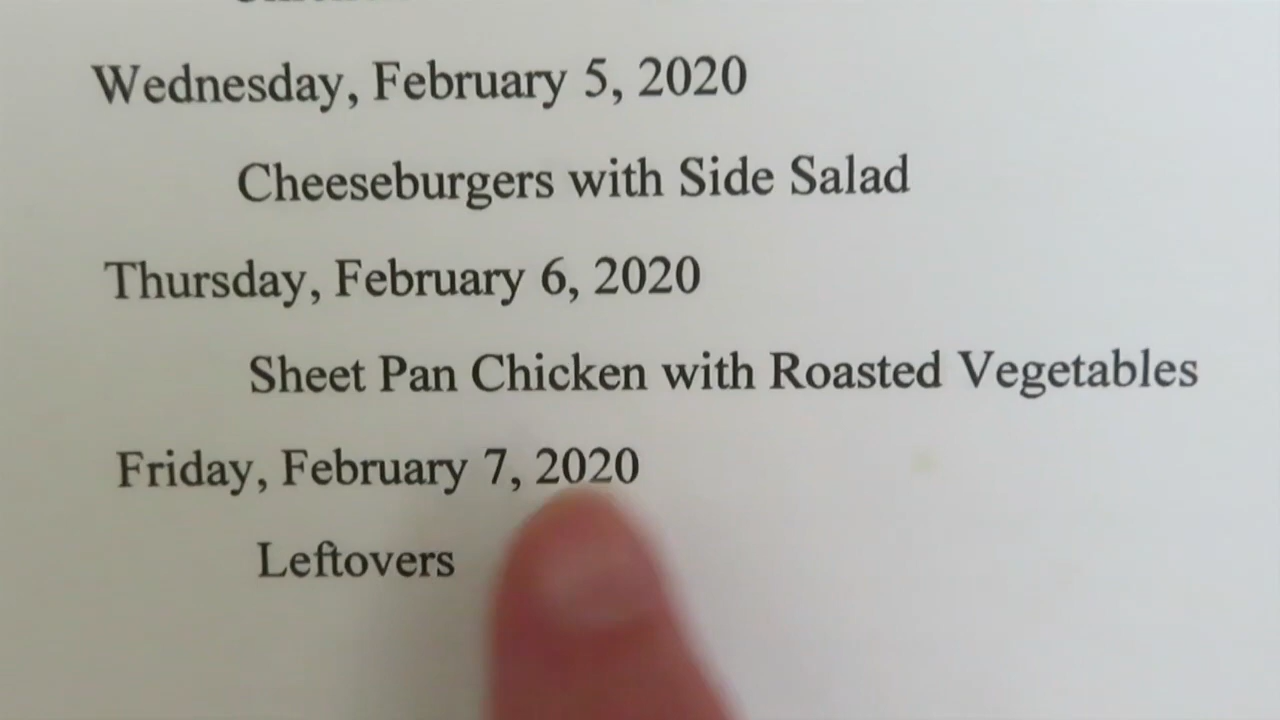 Wednesday, February 5, 2020
Cheeseburgers with Side Salad
Thursday, February 6, 2020
Sheet Pan Chicken with Roasted Vegetables
Friday, February 7, 2020
Leftovers